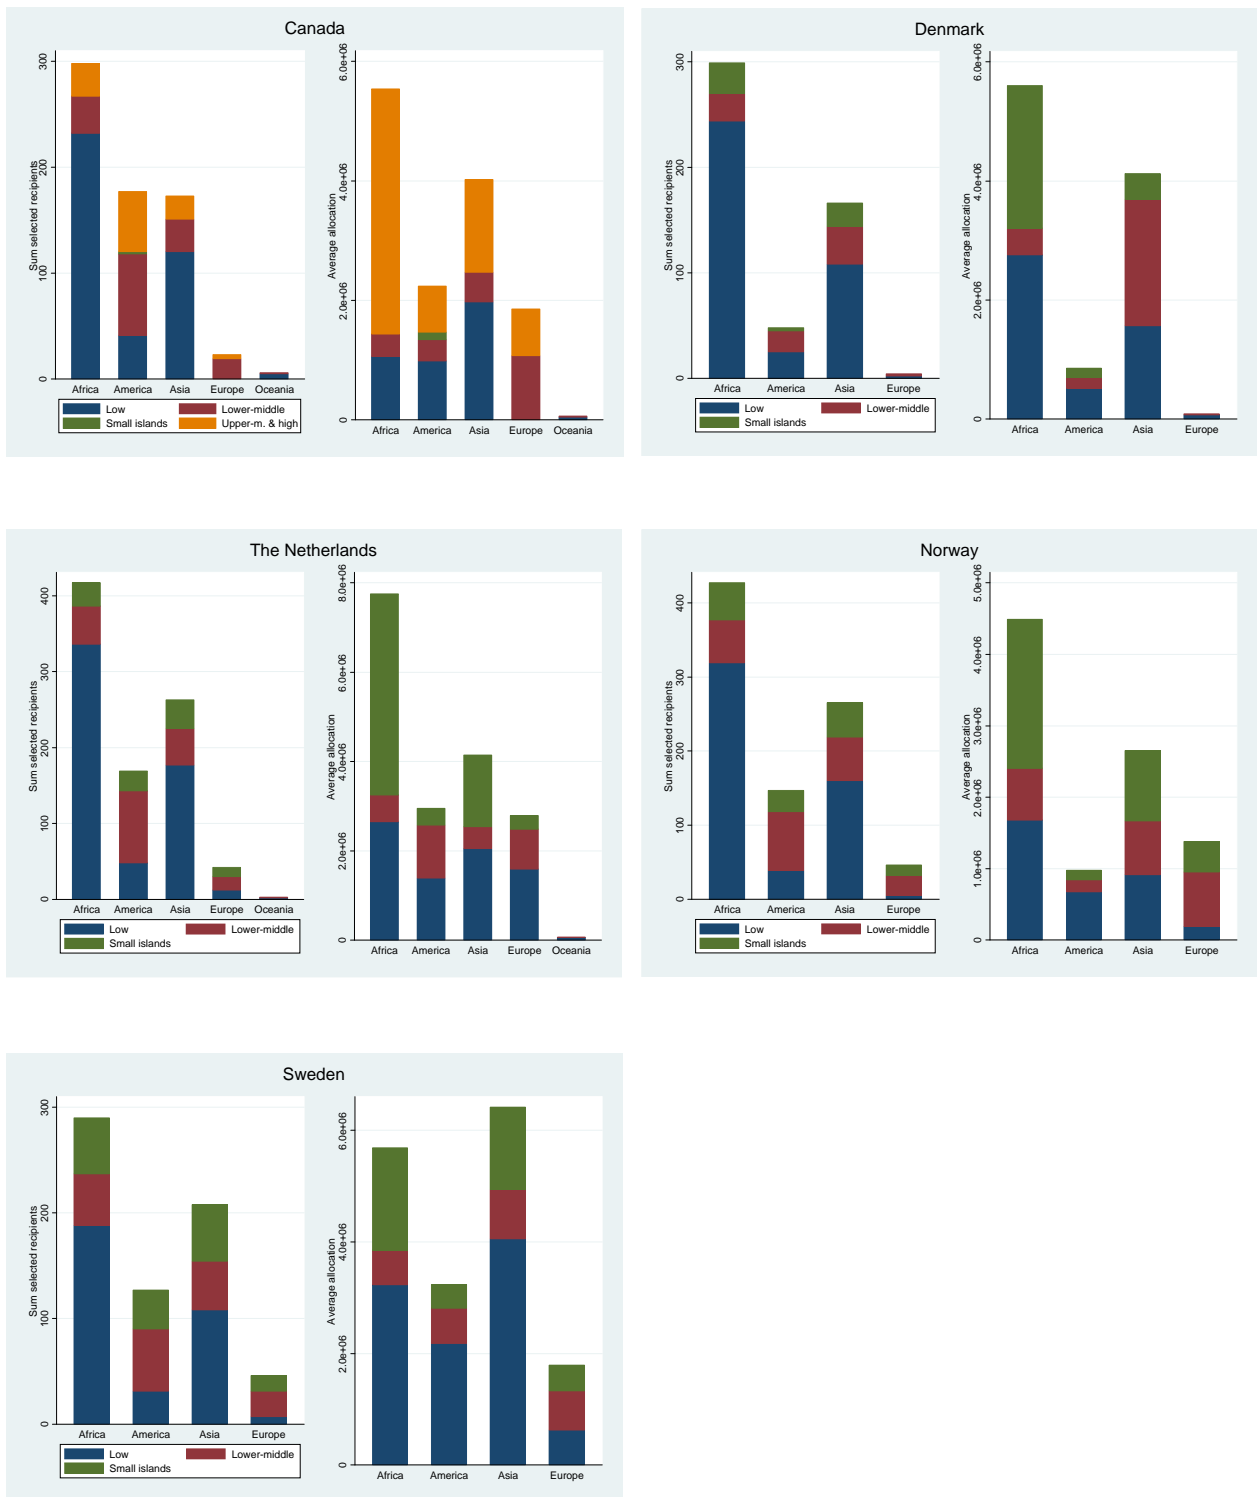 Canada
Sum selected recipients
0
100
200
300
Africa America Asia Europe Oceania
Low Lower-middle
Small islands Upper-m. & high
Average allocation
0
2.0e+06
4.0e+06
6.0e+06
Africa America Asia Europe Oceania
Denmark
Sum selected recipients
0
100
200
300
Africa America Asia Europe
Low Lower-middle
Small islands
Average allocation
0
2.0e+06
4.0e+06
6.0e+06
Africa America Asia Europe
The Netherlands
Sum selected recipients
0
100
200
300
400
Africa America Asia Europe Oceania
Low Lower-middle
Small islands
Average allocation
0
2.0e+06
4.0e+06
6.0e+06
8.0e+06
Africa America Asia Europe Oceania
Norway
Sum selected recipients
0
100
200
300
400
Africa America Asia Europe
Low Lower-middle
Small islands
Average allocation
0
1.0e+06
2.0e+06
3.0e+06
4.0e+06
5.0e+06
Africa America Asia Europe
Sweden
Sum selected recipients
0
100
200
300
Africa America Asia Europe
Low Lower-middle
Small islands
Average allocation
0
2.0e+06
4.0e+06
6.0e+06
Africa America Asia Europe